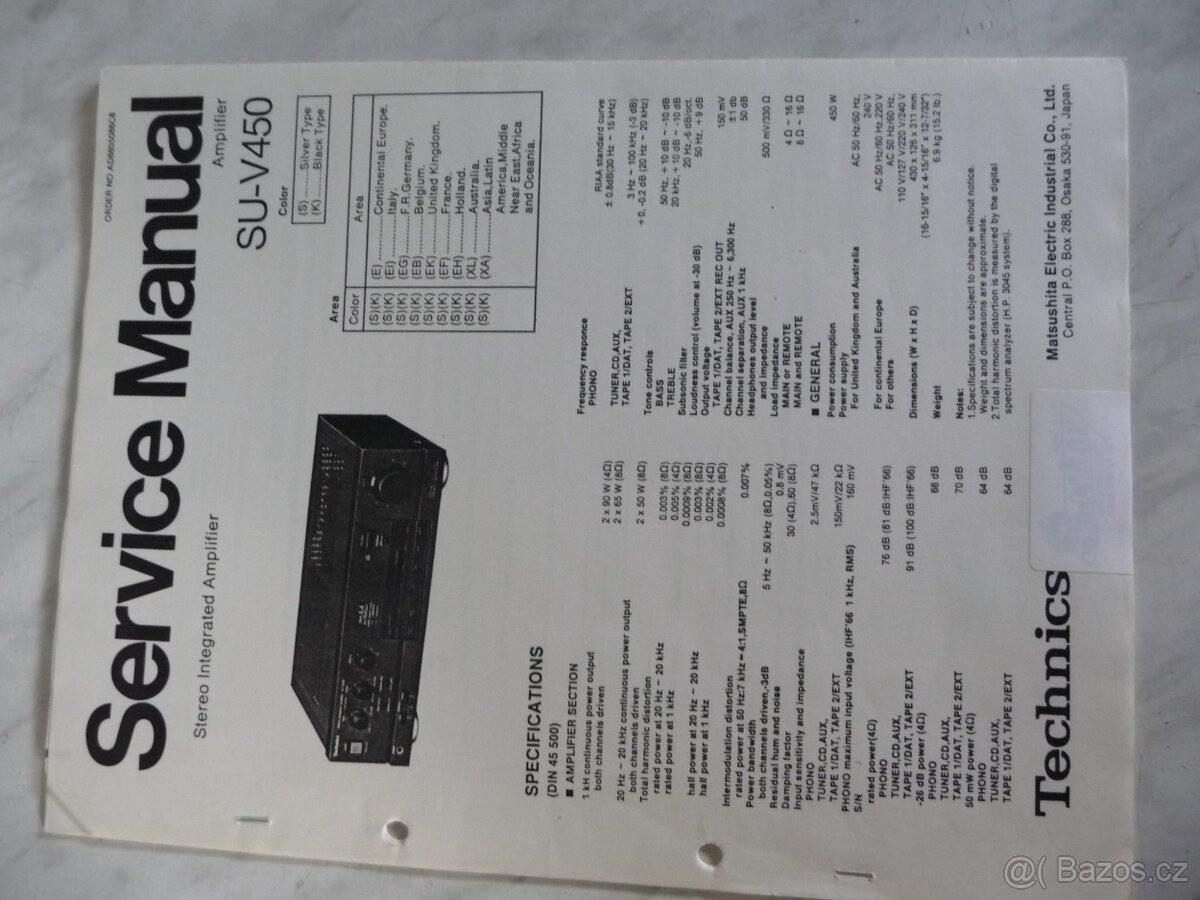 Service Manual
Stereo Integrated Amplifier
Amplifier
SU-V450
Color
(S) ........Silver Type
(K) ........Black Type
Area
Color
Area
(S)(K)
(E) ..............Continental Europe.
(S)(K)
(Ei) ..............Italy.
(S)(K)
(EG) ..............F.R.Germany.
(S)(K)
(EB) ..............Belgium.
(S)(K)
(EK) ..............United Kingdom.
(S)(K)
(EF) ..............France.
(S)(K)
(EH) ..............Holland.
(S)(K)
(XL) ..............Australia.
(S)(K)
(XA) ..............Asia,Latin
America,Middle
Near East,Africa
and Oceania.
SPECIFICATIONS
(DIN 45 500)
■ AMPLIFIER SECTION
1 kH continuous power output
both channels driven
2 x 90 W (4Ω)
2 x 65 W (8Ω)
20 Hz ~ 20 kHz continuous power output
both channels driven
2 x 50 W (8Ω)
Total harmonic distortion
rated power at 20 Hz ~ 20 kHz
0.003% (8Ω)
rated power at 1 kHz
0.005% (4Ω)
0.0009% (8Ω)
half power at 20 Hz ~ 20 kHz
0.003% (8Ω)
half power at 1 kHz
0.002% (4Ω)
0.0008% (8Ω)
Intermodulation distortion
rated power at 50 Hz:7 kHz = 4:1,SMPTE,8Ω
0.007%
Power bandwidth
both channels driven,-3dB
5 Hz ~ 50 kHz (8Ω,0.05%)
Residual hum and noise
0.8 mV
Damping factor
30 (4Ω),60 (8Ω)
Input sensitivity and impedance
PHONO
2.5mV/47 kΩ
TUNER,CD,AUX,
TAPE 1/DAT, TAPE 2/EXT
150mV/22 kΩ
PHONO maximum input voltage (IHF'66 1 kHz, RMS)
160 mV
S/N
rated power(4Ω)
PHONO
76 dB (81 dB:IHF'66)
TUNER,CD,AUX,
TAPE 1/DAT, TAPE 2/EXT
91 dB (100 dB:IHF'66)
-26 dB power (4Ω)
PHONO
68 dB
TUNER,CD,AUX,
TAPE 1/DAT, TAPE 2/EXT
70 dB
50 mW power (4Ω)
PHONO
64 dB
TUNER,CD,AUX,
TAPE 1/DAT, TAPE 2/EXT
64 dB
Frequency responce
PHONO
RIAA standard curve
± 0.8dB(30 Hz ~ 15 kHz)
TUNER,CD,AUX,
TAPE 1/DAT, TAPE 2/EXT
3 Hz ~ 100 kHz (-3 dB)
+0, -0.2 dB (20 Hz ~ 20 kHz)
Tone controls
BASS
50 Hz, +10 dB ~ -10 dB
TREBLE
20 kHz, +10 dB ~ -10 dB
Subsonic filter
20 Hz,-6 dB/oct.
Loudness control (volume at -30 dB)
50 Hz, +9 dB
Output voltage
TAPE 1/DAT, TAPE 2/EXT REC OUT
150 mV
Channel balance, AUX 250 Hz ~ 6,300 Hz
±1 db
Channel separation, AUX 1 kHz
50 dB
Headphones output level
and impedance
500 mV/330 Ω
Load impedance
MAIN or REMOTE
4 Ω ~ 16 Ω
MAIN and REMOTE
8 Ω ~ 16 Ω
■ GENERAL
Power consumption
450 W
Power supply
For United Kingdom and Australia
AC 50 Hz/60 Hz,
240 V
For continental Europe
AC 50 Hz/60 Hz,220 V
For others
AC 50 Hz/60 Hz,
110 V/127 V/220 V/240 V
Dimensions (W x H x D)
430 x 125 x 311 mm
(16-15/16" x 4-15/16" x 12-7/32")
Weight
6.9 kg (15.2 lb.)
Notes:
1.Specifications are subject to change without notice.
Weight and dimensions are approximate.
2.Total harmonic distortion is measured by the digital
spectrum analyzer (H.P. 3045 system).
Technics
Matsushita Electric Industrial Co., Ltd.
Central P.O. Box 288, Osaka 530-91, Japan
Bazos.cz